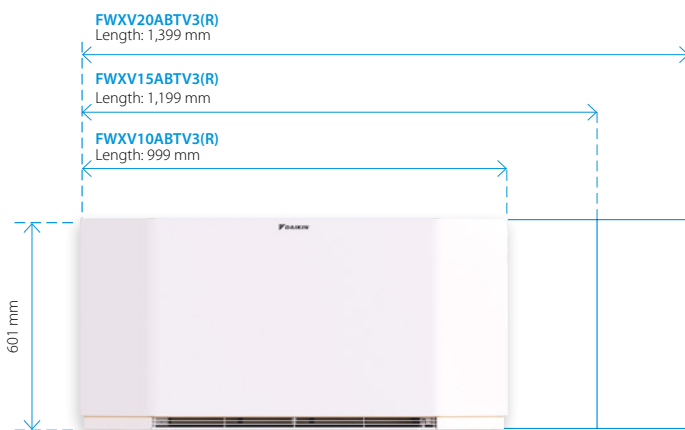 FWXV20ABTV3(R)
Length: 1,399 mm
FWXV15ABTV3(R)
Length: 1,199 mm
FWXV10ABTV3(R)
Length: 999 mm
DAIKIN
601 mm